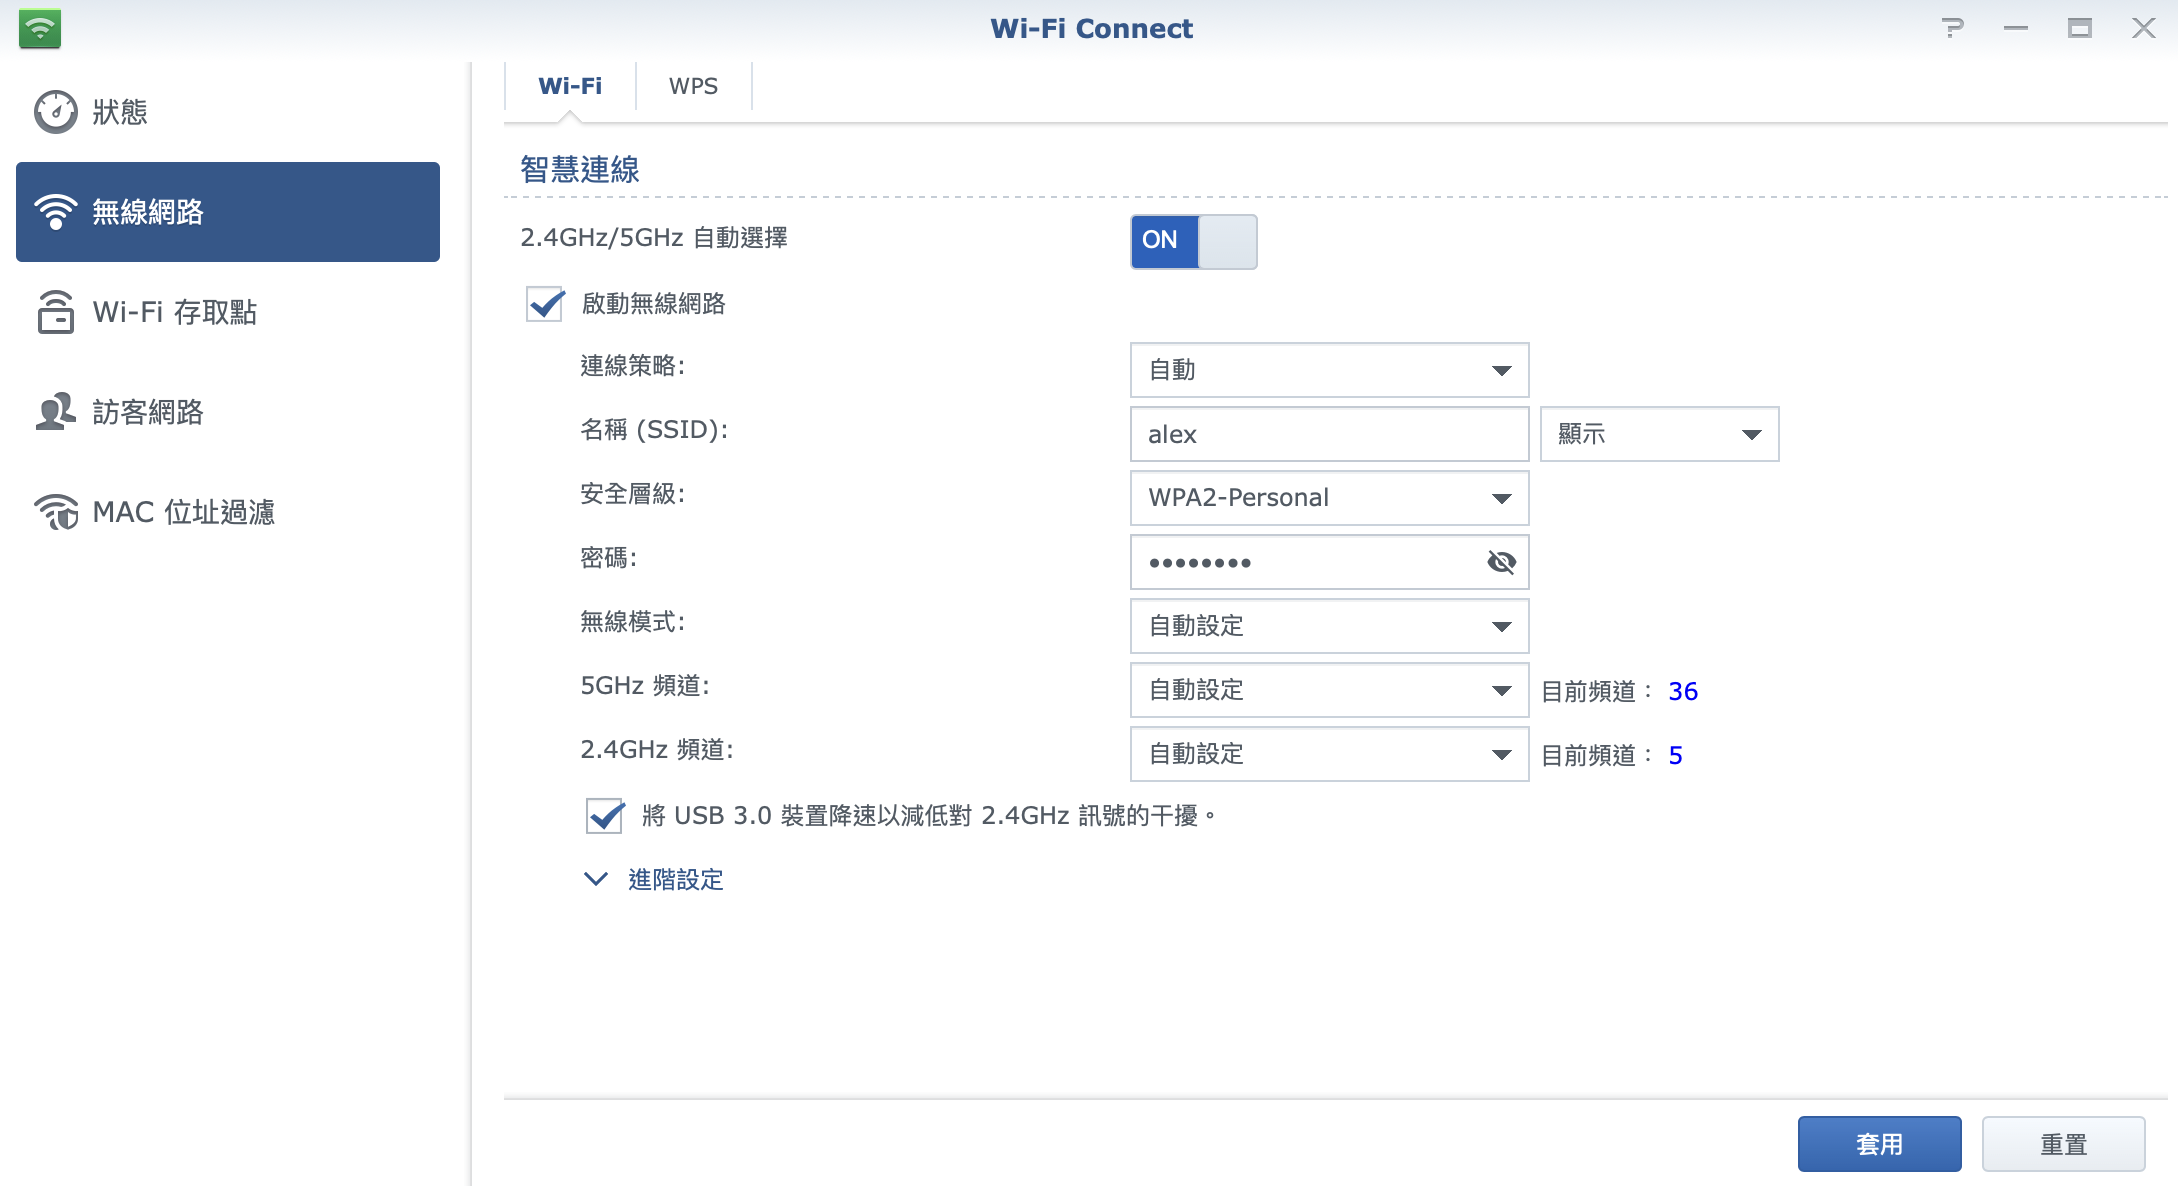 Wi-Fi Connect
狀態
無線網路
Wi-Fi 存取點
訪客網路
MAC 位址過濾
Wi-Fi
WPS
智慧連線
2.4GHz/5GHz 自動選擇
ON
啟動無線網路
連線策略:
自動
名稱 (SSID):
alex
顯示
安全層級:
WPA2-Personal
密碼:
••••••••
無線模式:
自動設定
5GHz 頻道:
自動設定
目前頻道： 36
2.4GHz 頻道:
自動設定
目前頻道： 5
將 USB 3.0 裝置降速以減低對 2.4GHz 訊號的干擾。
進階設定
套用
重置